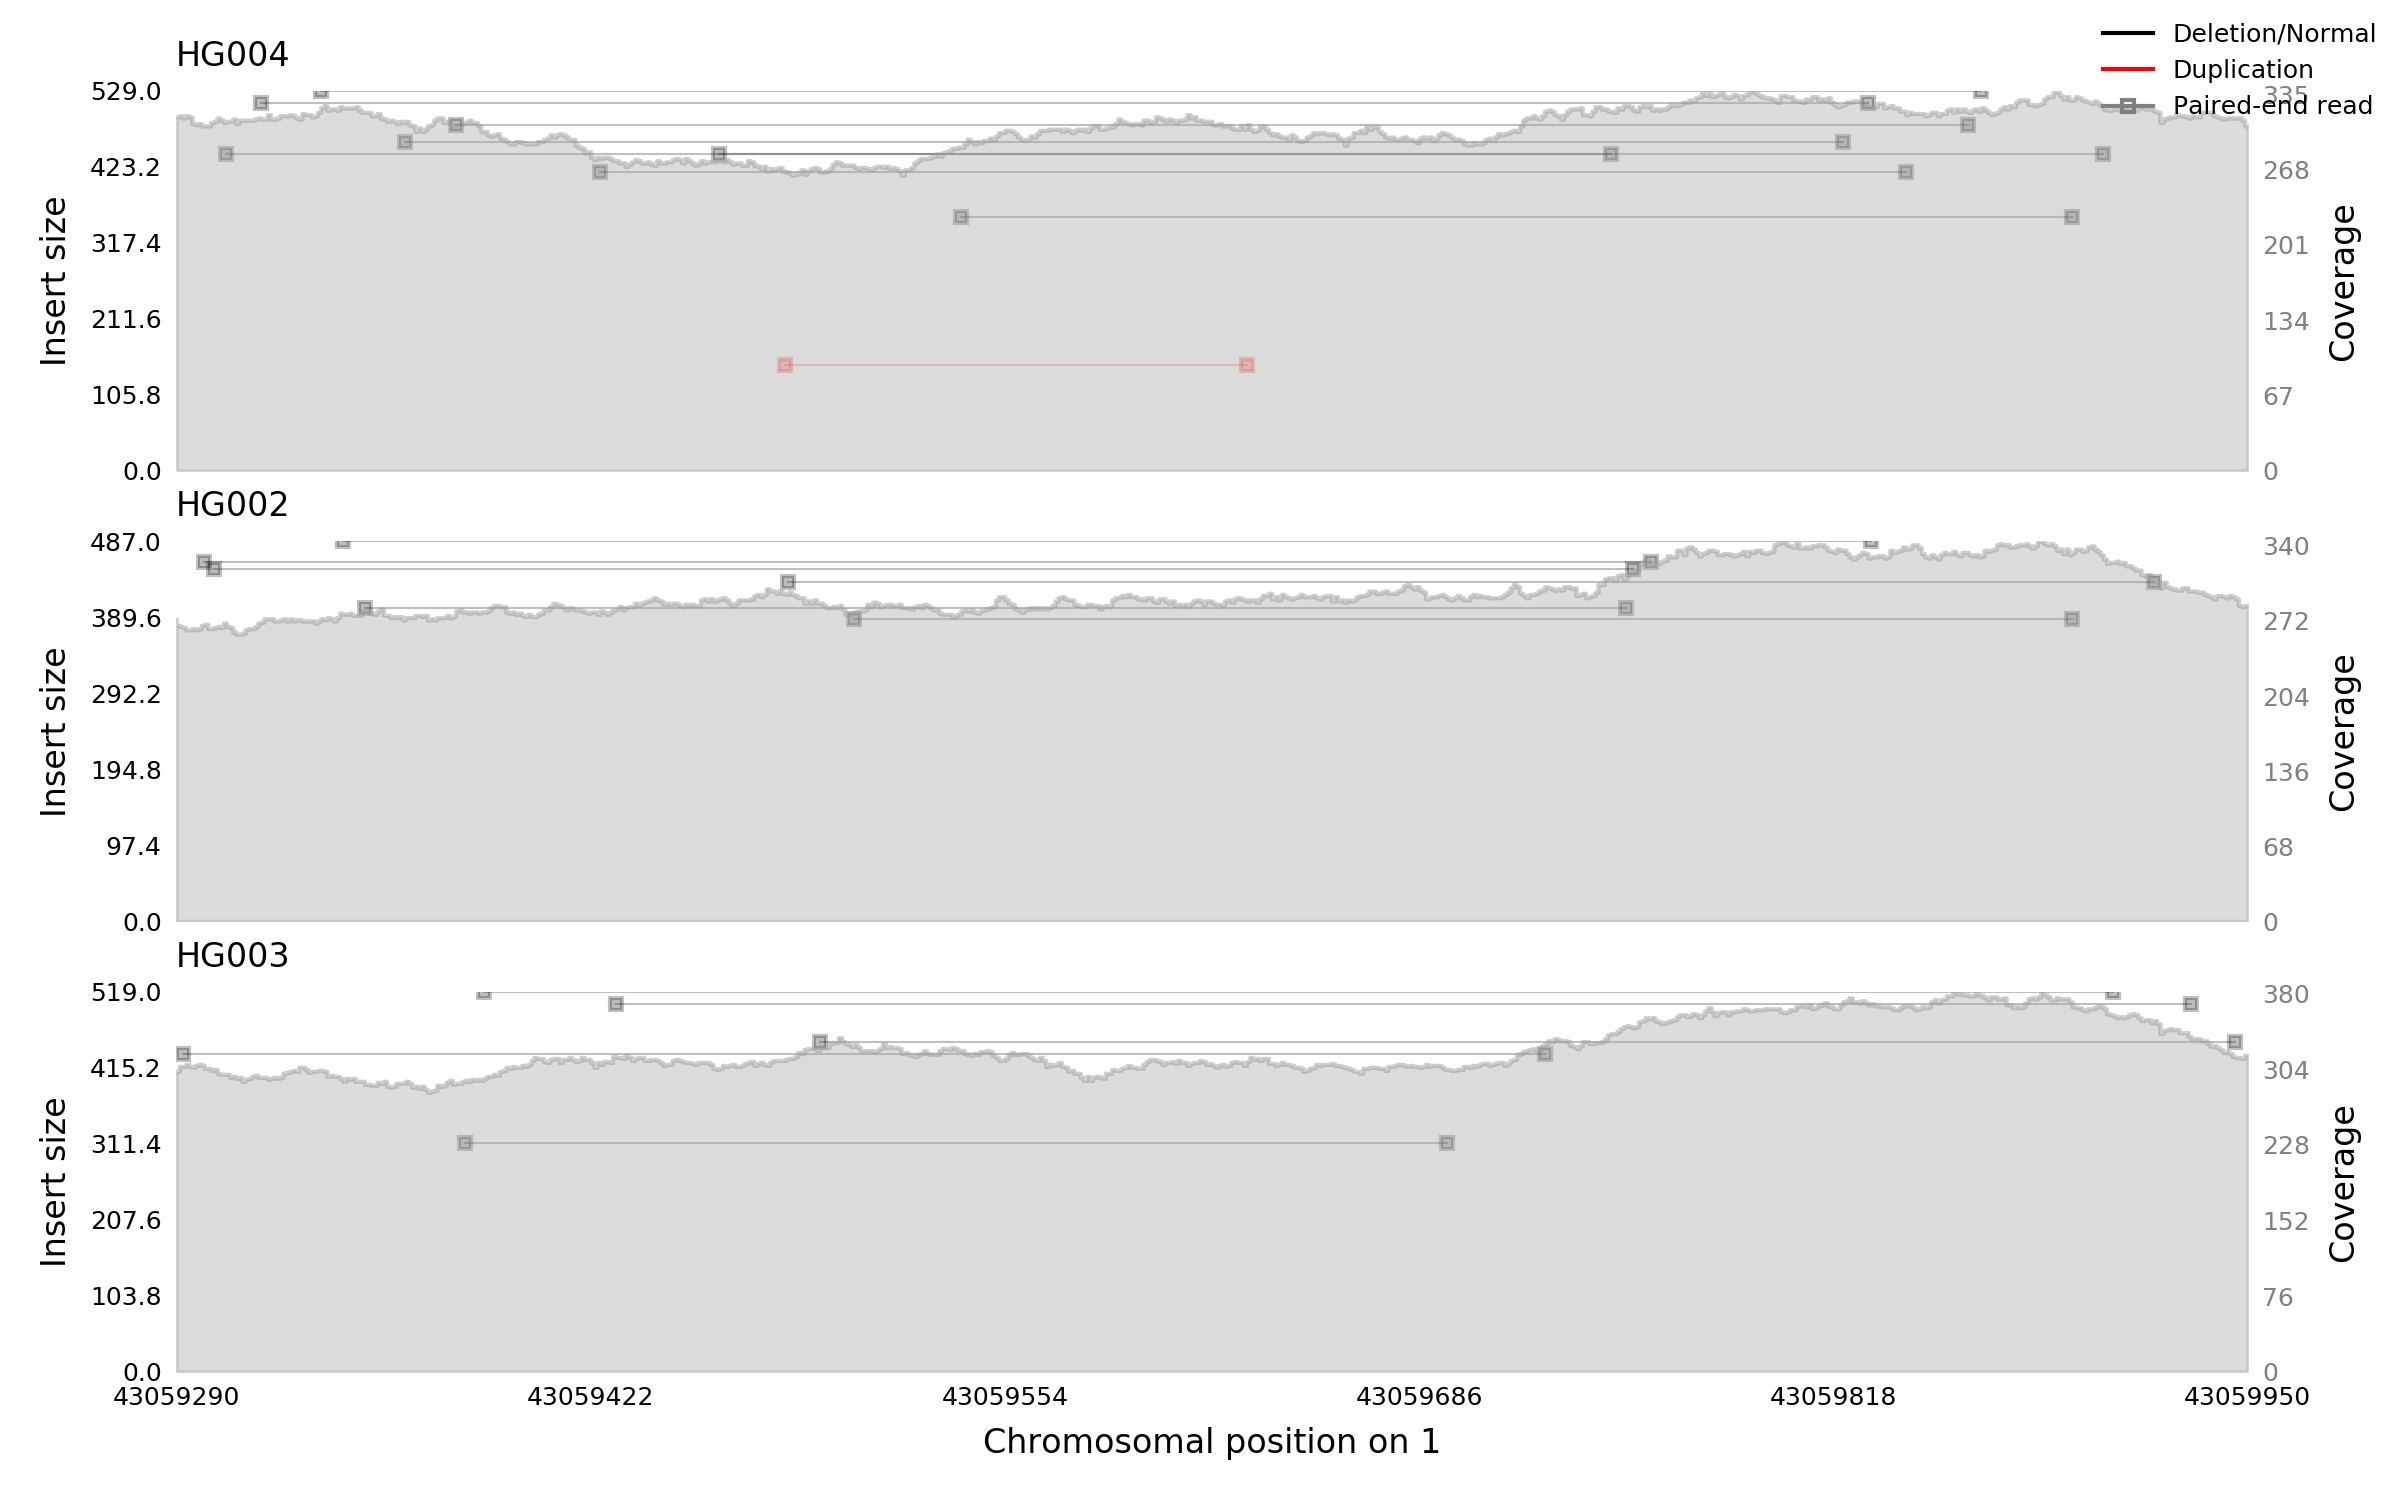 Deletion/Normal
Duplication
Paired-end read
HG004
529.0
423.2
317.4
211.6
105.8
0.0
Insert size
335
268
201
134
67
0
Coverage
HG002
487.0
389.6
292.2
194.8
97.4
0.0
Insert size
340
272
204
136
68
0
Coverage
HG003
519.0
415.2
311.4
207.6
103.8
0.0
Insert size
380
304
228
152
76
0
Coverage
43059290 43059422 43059554 43059686 43059818 43059950
Chromosomal position on 1